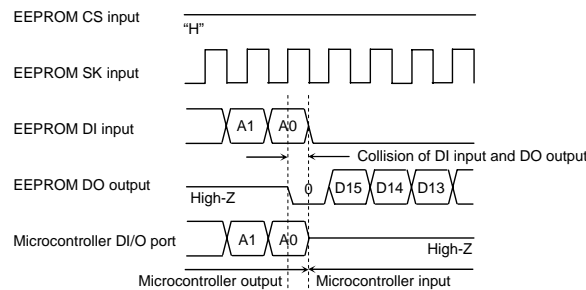 EEPROM CS input
“H”
EEPROM SK input
EEPROM DI input
A1 A0
Collision of DI input and DO output
EEPROM DO output
High-Z
0 D15 D14 D13
Microcontroller DI/O port
A1 A0
High-Z
Microcontroller output Microcontroller input